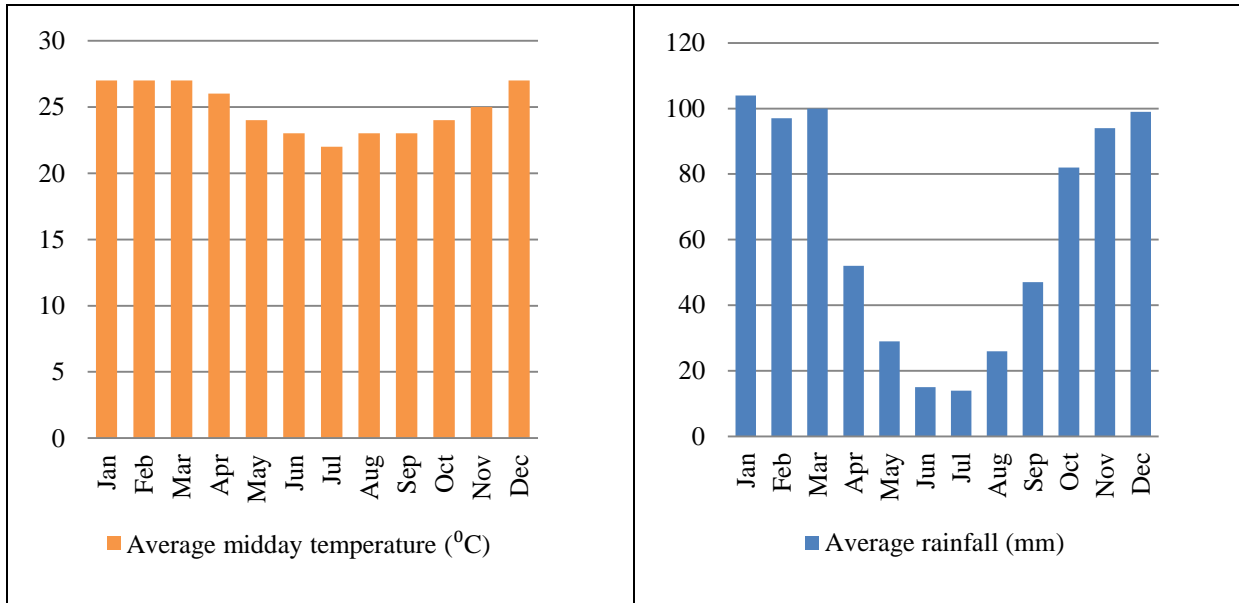 30
25
20
15
10
5
0
Jan
Feb
Mar
Apr
May
Jun
Jul
Aug
Sep
Oct
Nov
Dec
Average midday temperature (⁰C)
120
100
80
60
40
20
0
Jan
Feb
Mar
Apr
May
Jun
Jul
Aug
Sep
Oct
Nov
Dec
Average rainfall (mm)